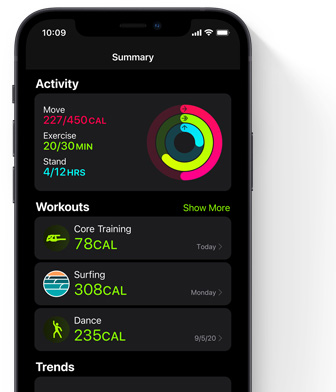 10:09
Summary
Activity
Move
227/450CAL
Exercise
20/30MIN
Stand
4/12HRS
Workouts
Show More
Core Training
78CAL
Today
Surfing
308CAL
Monday
Dance
235CAL
9/5/20
Trends